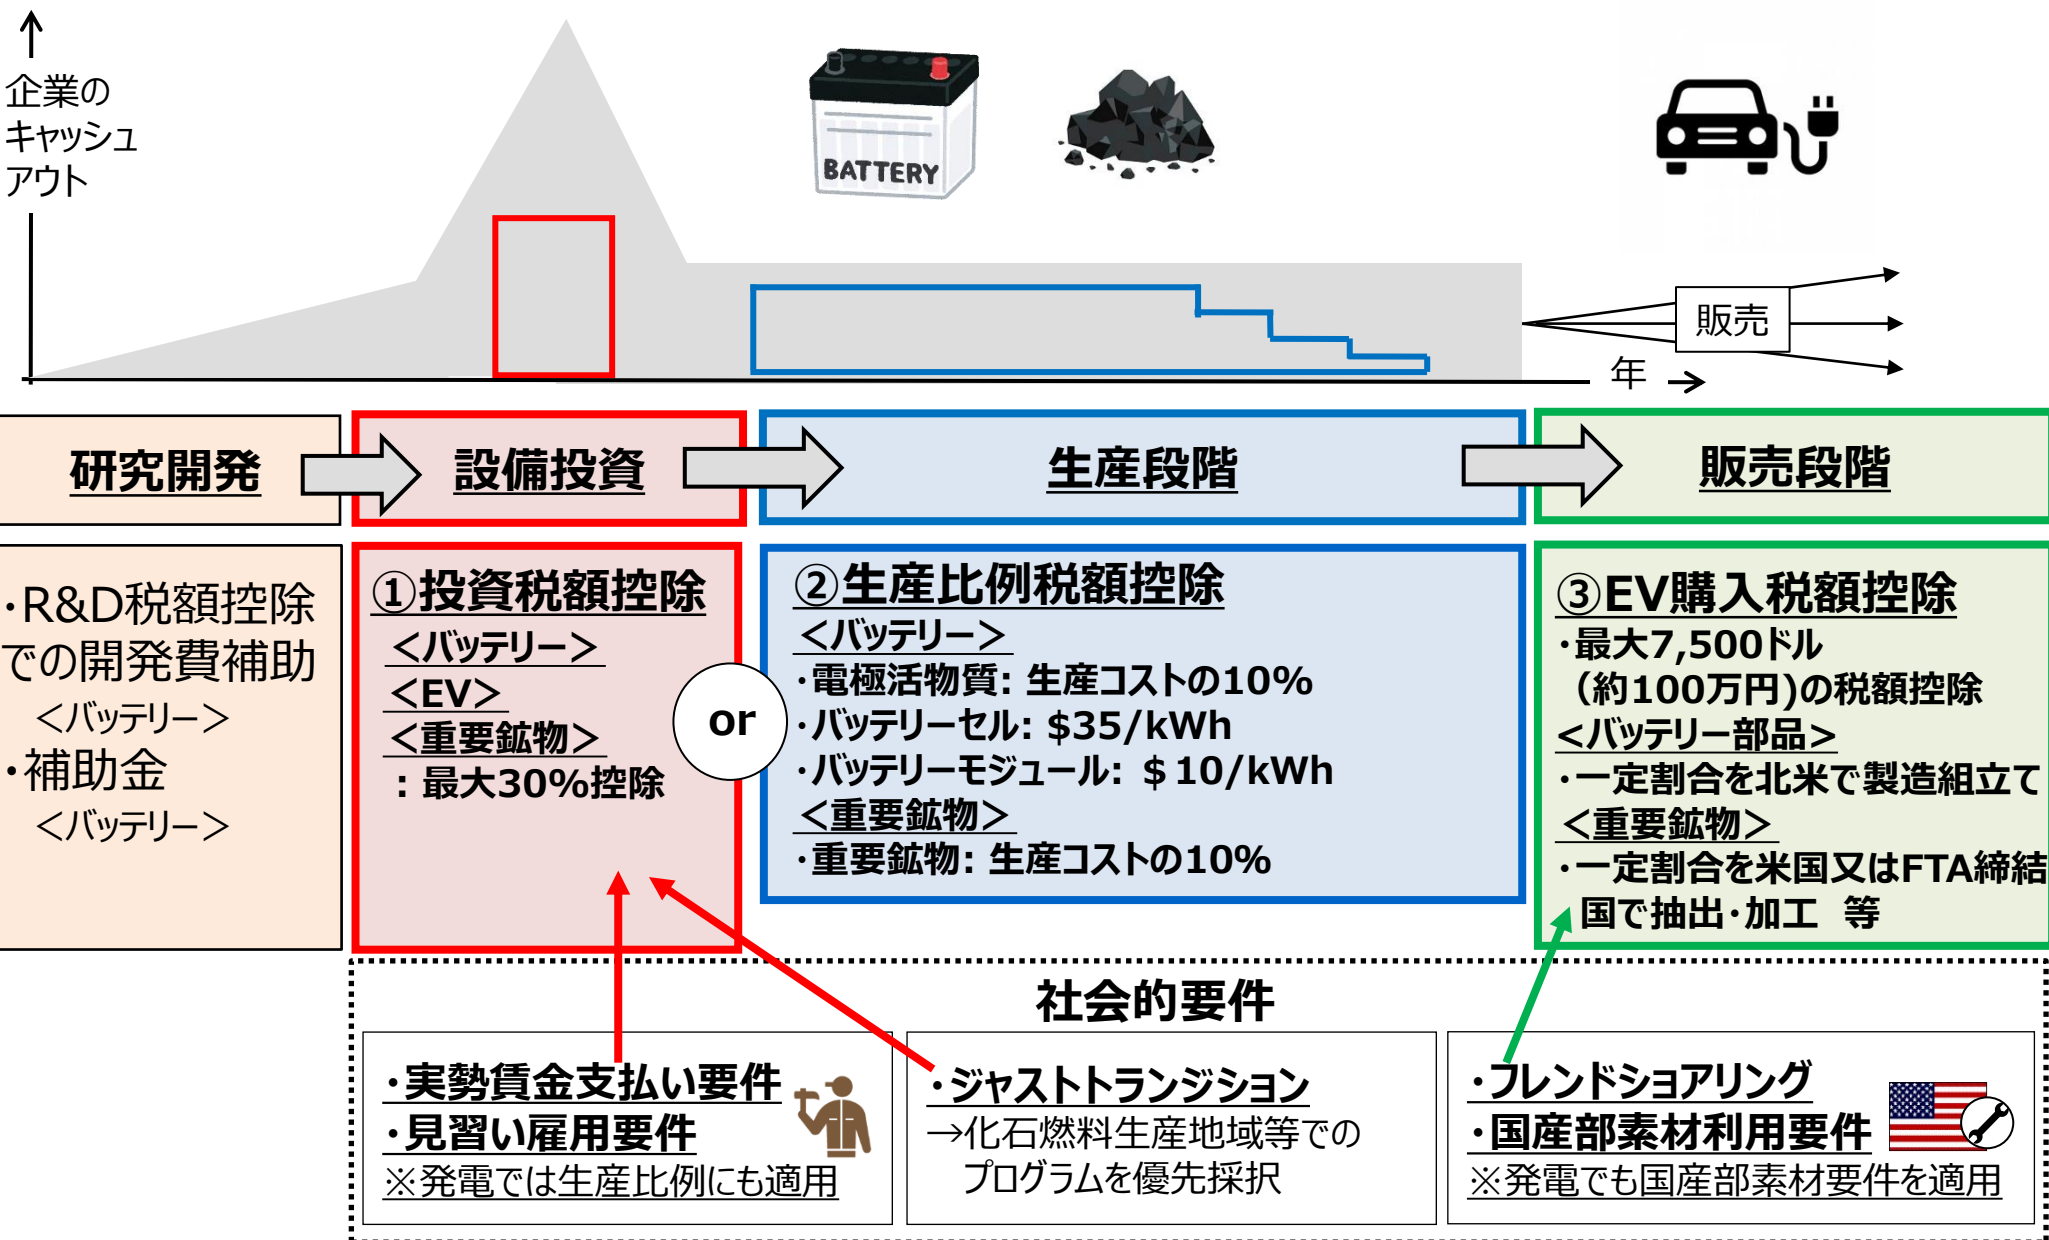 企業の
キャッシュ
アウト
BATTERY
販売
年
研究開発
設備投資
生産段階
販売段階
・R&D税額控除
での開発費補助
<バッテリー>
・補助金
<バッテリー>
①投資税額控除
<バッテリー>
<EV>
<重要鉱物>
：最大30%控除
or
②生産比例税額控除
<バッテリー>
・電極活物質: 生産コストの10%
・バッテリーセル: $35/kWh
・バッテリーモジュール: $10/kWh
<重要鉱物>
・重要鉱物: 生産コストの10%
③EV購入税額控除
・最大7,500ドル
（約100万円)の税額控除
<バッテリー部品>
・一定割合を北米で製造組立て
<重要鉱物>
・一定割合を米国又はFTA締結
国で抽出・加工 等
社会的要件
・実勢賃金支払い要件
・見習い雇用要件
※発電では生産比例にも適用
・ジャストトランジション
→化石燃料生産地域等での
プログラムを優先採択
・フレンドショアリング
・国産部素材利用要件
※発電でも国産部素材要件を適用